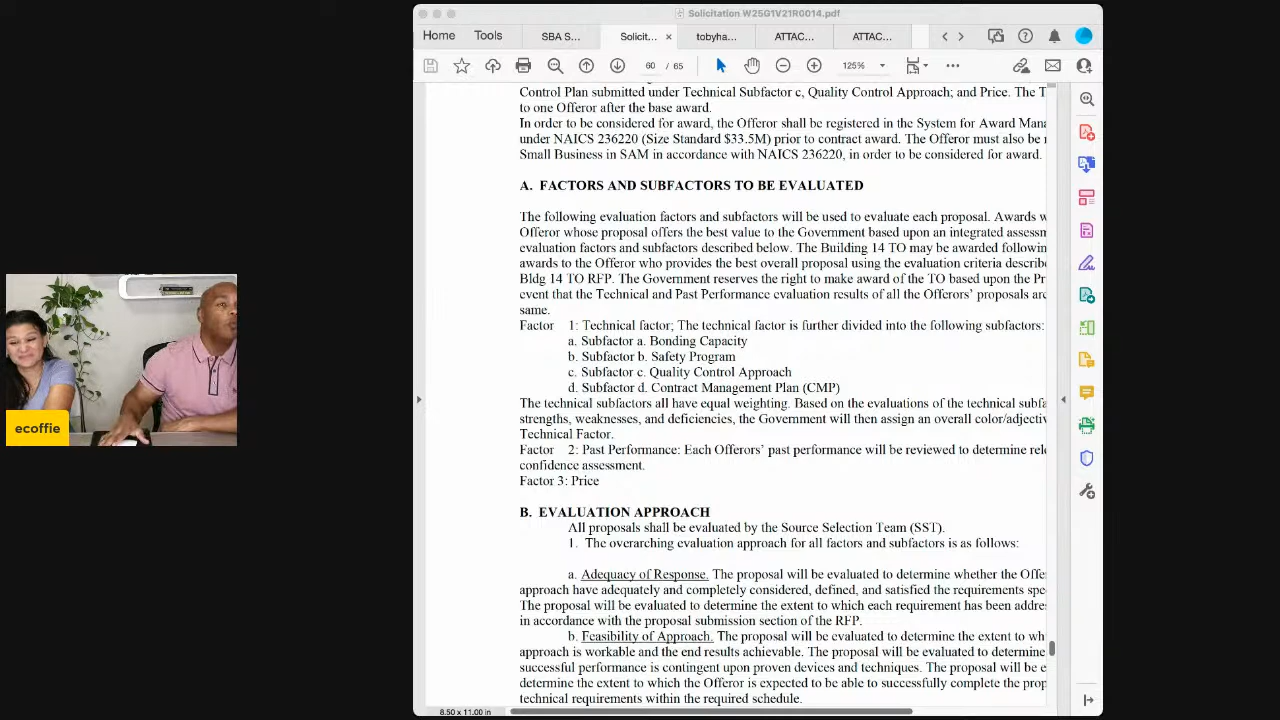 Solicitation W25G1V21R0014.pdf
Home
Tools
SBA S...
Solicit...
tobyha...
ATTAC...
ATTAC...
60 / 65
125%
Control Plan submitted under Technical Subfactor c, Quality Control Approach; and Price. The T
to one Offeror after the base award.
In order to be considered for award, the Offeror shall be registered in the System for Award Mana
under NAICS 236220 (Size Standard $33.5M) prior to contract award. The Offeror must also be
Small Business in SAM in accordance with NAICS 236220, in order to be considered for award.
A. FACTORS AND SUBFACTORS TO BE EVALUATED
The following evaluation factors and subfactors will be used to evaluate each proposal. Awards w
Offeror whose proposal offers the best value to the Government based upon an integrated assessm
evaluation factors and subfactors described below. The Building 14 TO may be awarded followin
awards to the Offeror who provides the best overall proposal using the evaluation criteria describe
Bldg 14 TO RFP. The Government reserves the right to make award of the TO based upon the Pr
event that the Technical and Past Performance evaluation results of all the Offerors' proposals are
same.
Factor 1: Technical factor; The technical factor is further divided into the following subfactors:
a. Subfactor a. Bonding Capacity
b. Subfactor b. Safety Program
c. Subfactor c. Quality Control Approach
d. Subfactor d. Contract Management Plan (CMP)
The technical subfactors all have equal weighting. Based on the evaluations of the technical subfa
strengths, weaknesses, and deficiencies, the Government will then assign an overall color/adjectiv
Technical Factor.
Factor 2: Past Performance: Each Offerors' past performance will be reviewed to determine rel
confidence assessment.
Factor 3: Price
B. EVALUATION APPROACH
All proposals shall be evaluated by the Source Selection Team (SST).
1. The overarching evaluation approach for all factors and subfactors is as follows:
a. Adequacy of Response. The proposal will be evaluated to determine whether the Offe
approach have adequately and completely considered, defined, and satisfied the requirements spe
The proposal will be evaluated to determine the extent to which each requirement has been addre
in accordance with the proposal submission section of the RFP.
b. Feasibility of Approach. The proposal will be evaluated to determine the extent to wh
approach is workable and the end results achievable. The proposal will be evaluated to determine
successful performance is contingent upon proven devices and techniques. The proposal will be e
determine the extent to which the Offeror is expected to be able to successfully complete the prop
technical requirements within the required schedule.
8.50 x 11.00 in
ecoffie